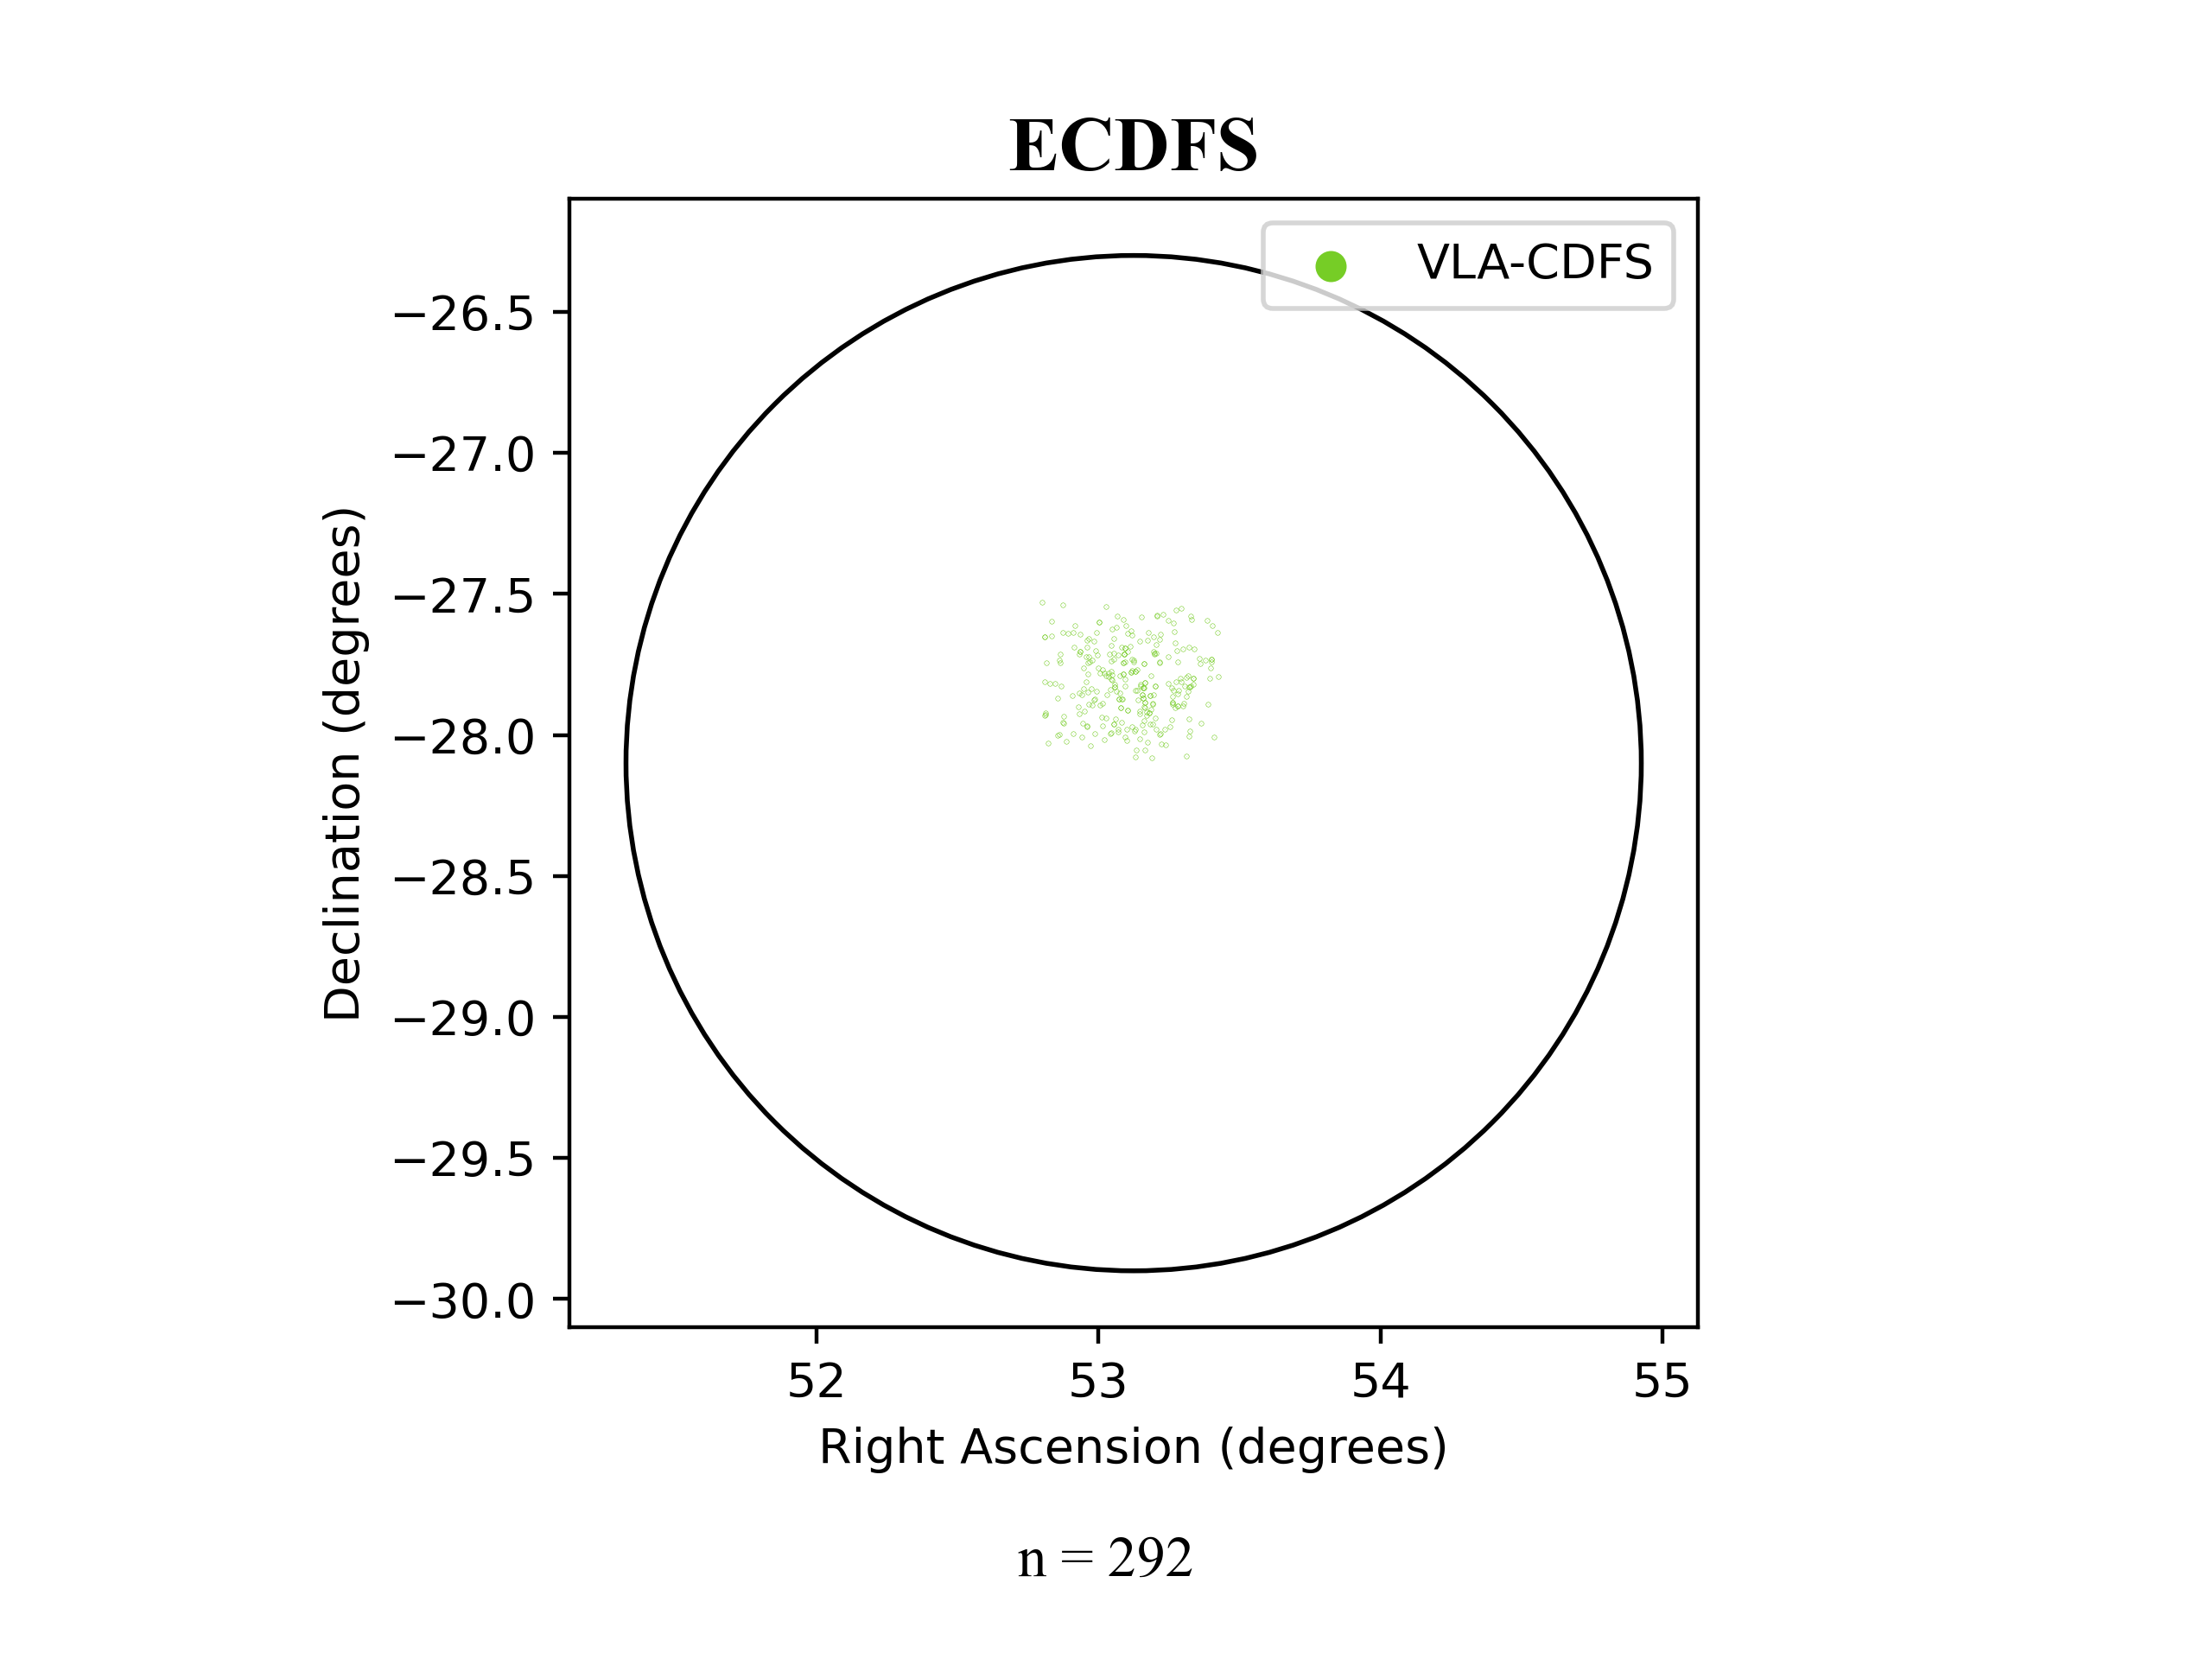 ECDFS
VLA-CDFS
−26.5
−27.0
−27.5
−28.0
−28.5
−29.0
−29.5
−30.0
Declination (degrees)
52 53 54 55
Right Ascension (degrees)
n = 292